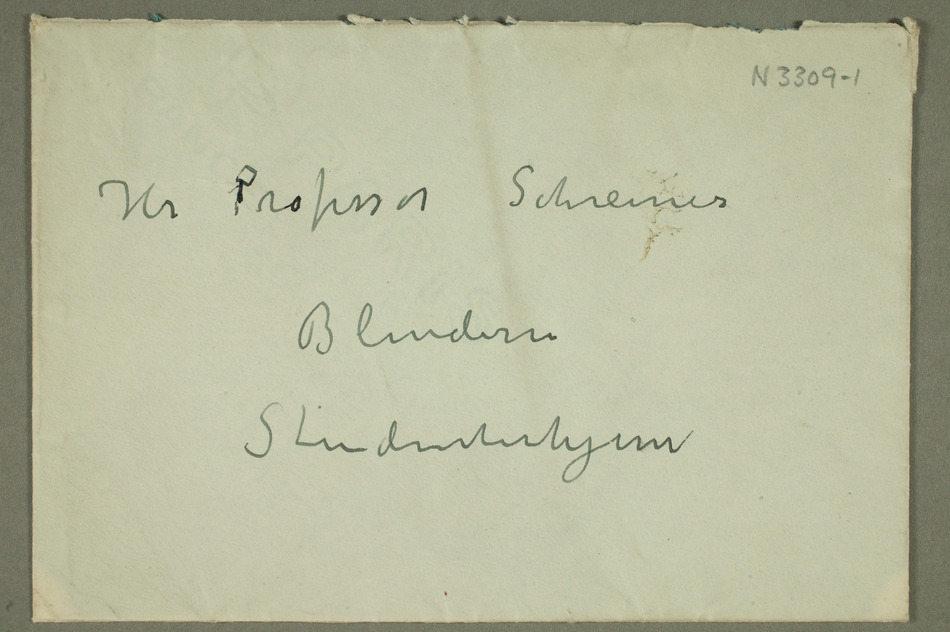 N3309-1
Hr Professor Schreiner
Blindern
Studenterhjem